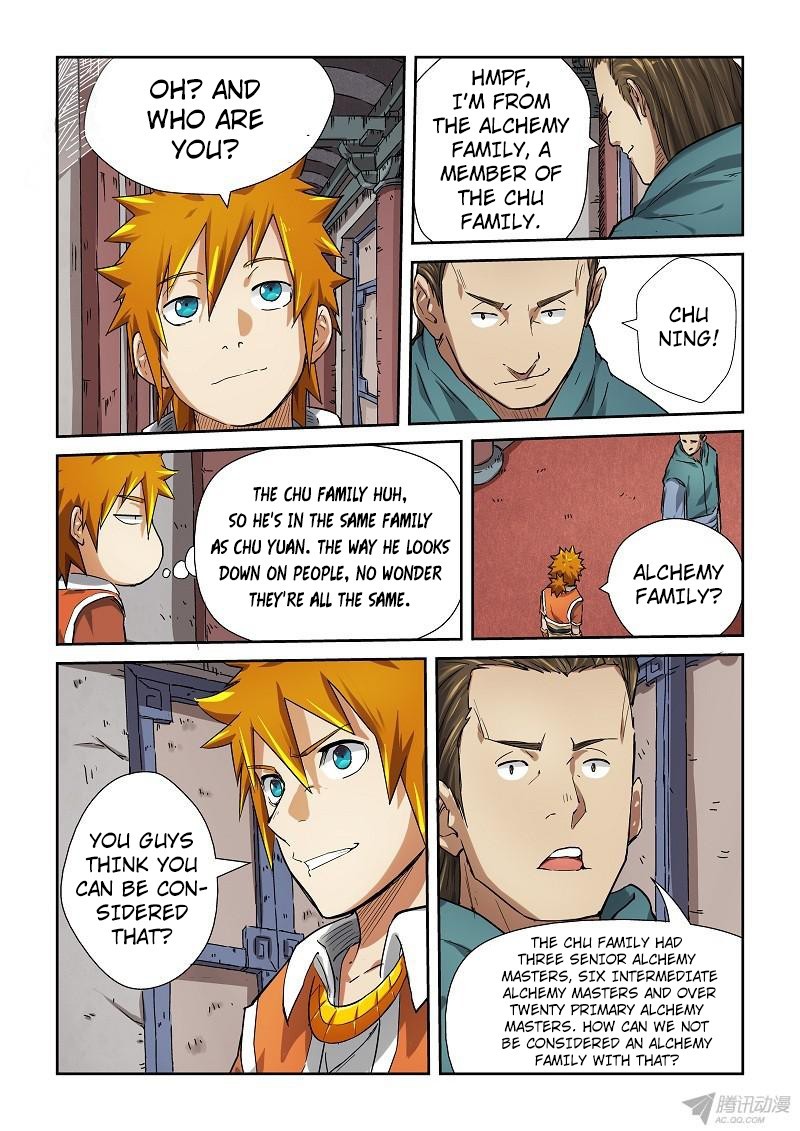 OH? AND
WHO ARE
YOU?
HMPF,
I'M FROM
THE ALCHEMY
FAMILY, A
MEMBER OF
THE CHU
FAMILY.
CHU
NING!
THE CHU FAMILY HUH,
SO HE'S IN THE SAME FAMILY
AS CHU YUAN. THE WAY HE LOOKS
DOWN ON PEOPLE, NO WONDER
THEY'RE ALL THE SAME.
ALCHEMY
FAMILY?
YOU GUYS
THINK YOU
CAN BE CON-
SIDERED
THAT?
THE CHU FAMILY HAD
THREE SENIOR ALCHEMY
MASTERS, SIX INTERMEDIATE
ALCHEMY MASTERS AND OVER
TWENTY PRIMARY ALCHEMY
MASTERS. HOW CAN WE NOT
BE CONSIDERED AN ALCHEMY
FAMILY WITH THAT?
腾讯动漫
AC.QQ.COM